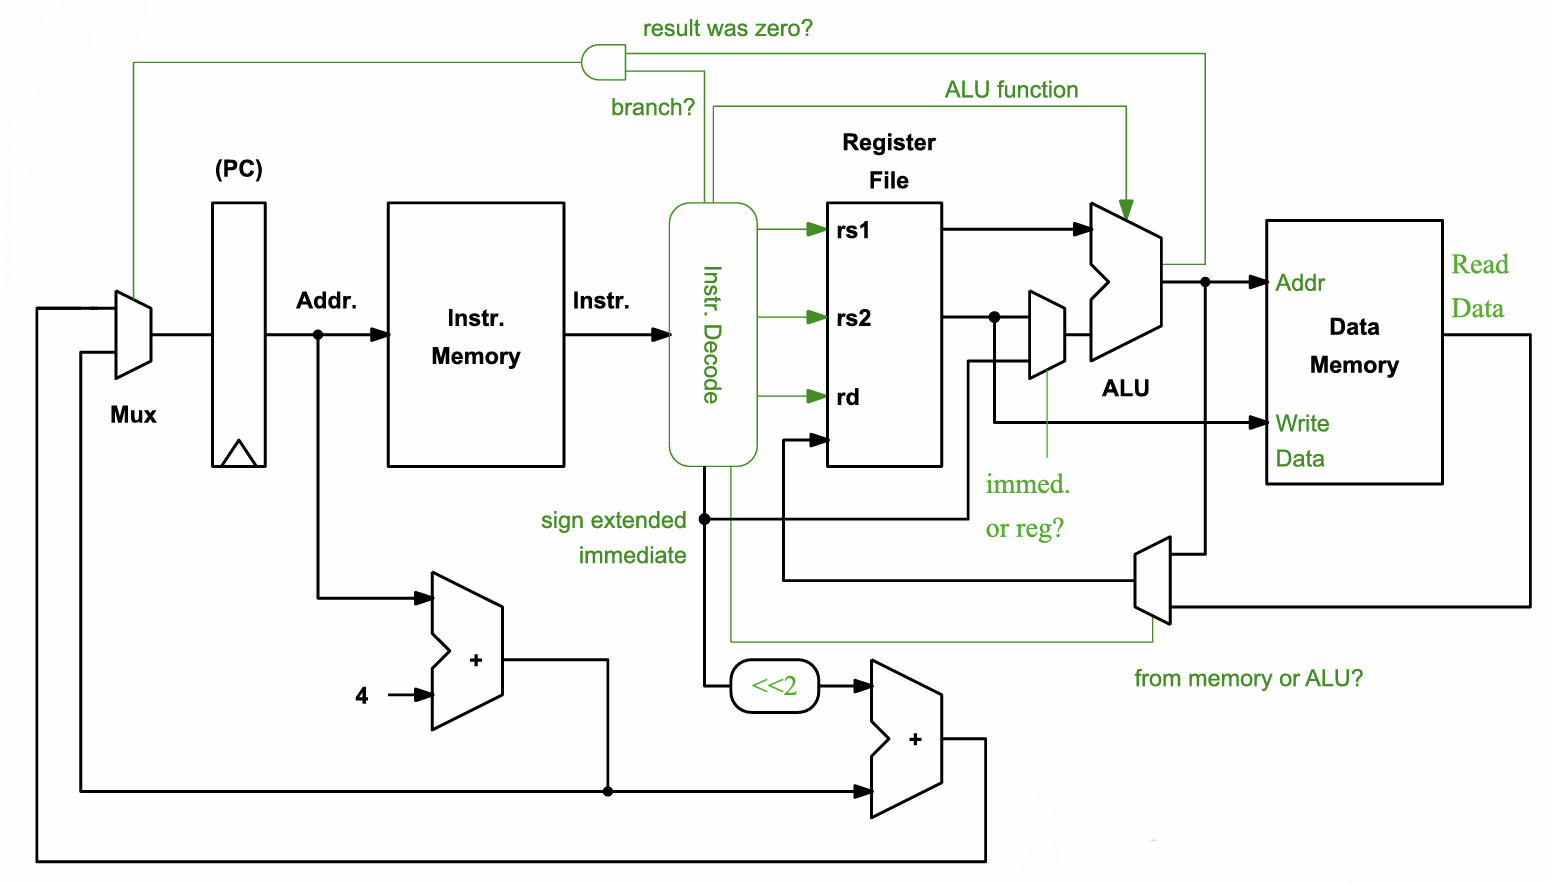 result was zero?
ALU function
branch?
Register
File
(PC)
rs1
Instr. Decode
Read
Data
Addr
Addr.
Instr.
Instr.
Memory
rs2
Data
Memory
ALU
rd
Mux
Write
Data
immed.
or reg?
sign extended
immediate
+
4
<<2
from memory or ALU?
+